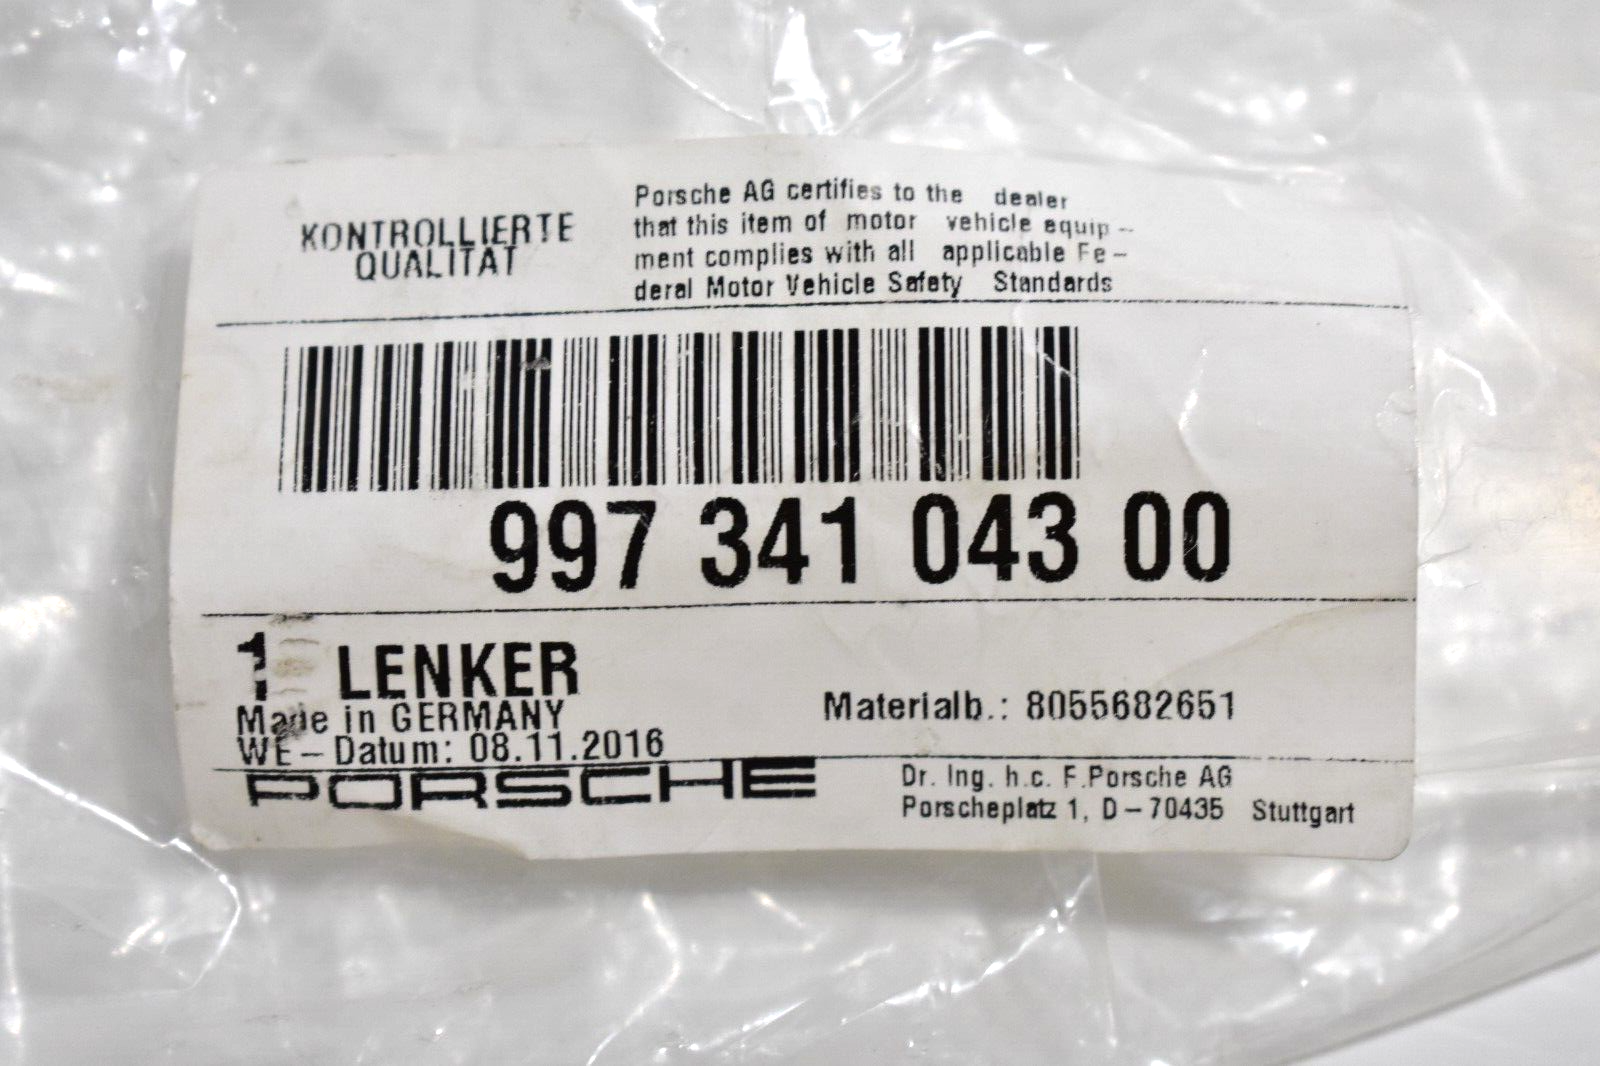 KONTROLLIERTE
QUALITÄT
Porsche AG certifies to the dealer
that this item of motor vehicle equip-
ment complies with all applicable Fe-
deral Motor Vehicle Safety Standards
997 341 043 00
1 LENKER
Made in GERMANY
WE-Datum: 08.11.2016
Materialb.: 8055682651
PORSCHE
Dr. Ing. h.c. F.Porsche AG
Porscheplatz 1, D-70435 Stuttgart